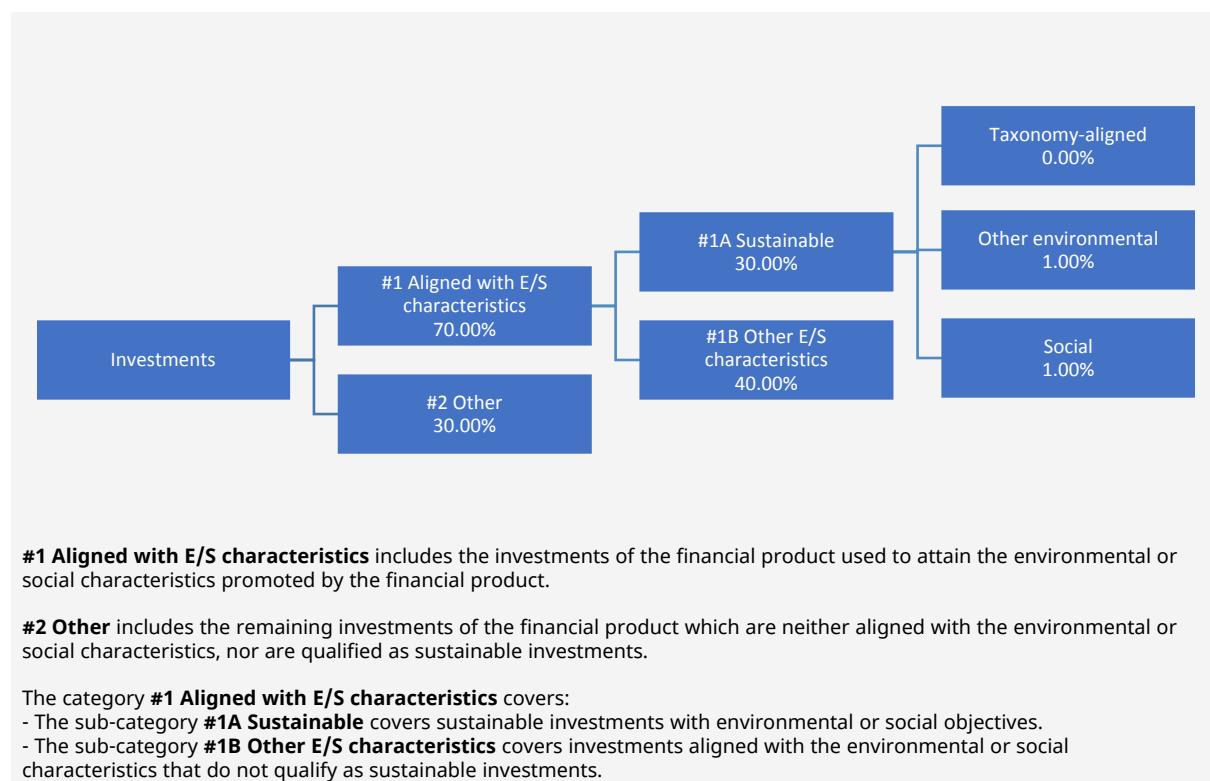 Taxonomy-aligned
0.00%
#1A Sustainable
30.00%
Other environmental
1.00%
#1 Aligned with E/S
characteristics
70.00%
Investments
#1B Other E/S
characteristics
40.00%
Social
1.00%
#2 Other
30.00%
#1 Aligned with E/S characteristics includes the investments of the financial product used to attain the environmental or
social characteristics promoted by the financial product.
#2 Other includes the remaining investments of the financial product which are neither aligned with the environmental or
social characteristics, nor are qualified as sustainable investments.
The category #1 Aligned with E/S characteristics covers:
- The sub-category #1A Sustainable covers sustainable investments with environmental or social objectives.
- The sub-category #1B Other E/S characteristics covers investments aligned with the environmental or social
characteristics that do not qualify as sustainable investments.